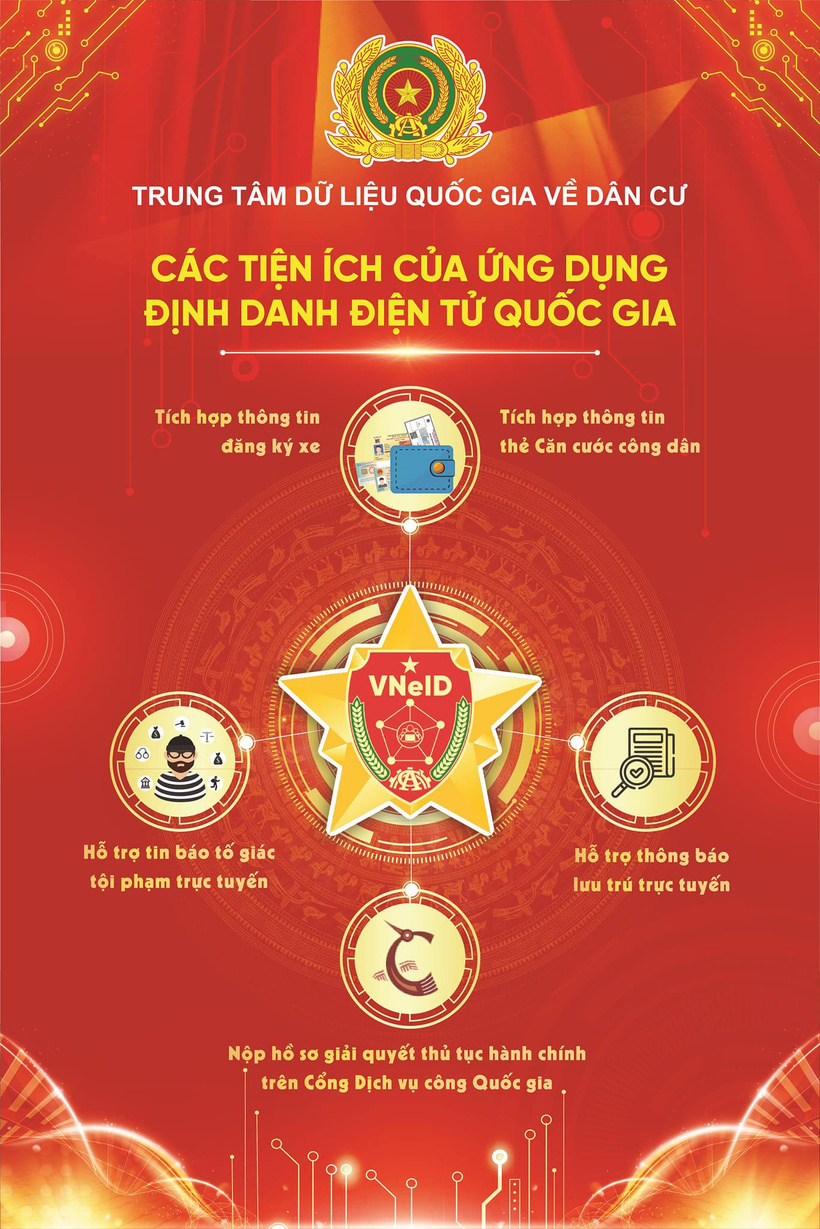 TRUNG TÂM DỮ LIỆU QUỐC GIA VỀ DÂN CƯ
CÁC TIỆN ÍCH CỦA ỨNG DỤNG
ĐỊNH DANH ĐIỆN TỬ QUỐC GIA
Tích hợp thông tin
đăng ký xe
Tích hợp thông tin
thẻ Căn cước công dân
VNeID
Hỗ trợ tin báo tố giác
tội phạm trực tuyến
Hỗ trợ thông báo
lưu trú trực tuyến
Nộp hồ sơ giải quyết thủ tục hành chính
trên Cổng Dịch vụ công Quốc gia